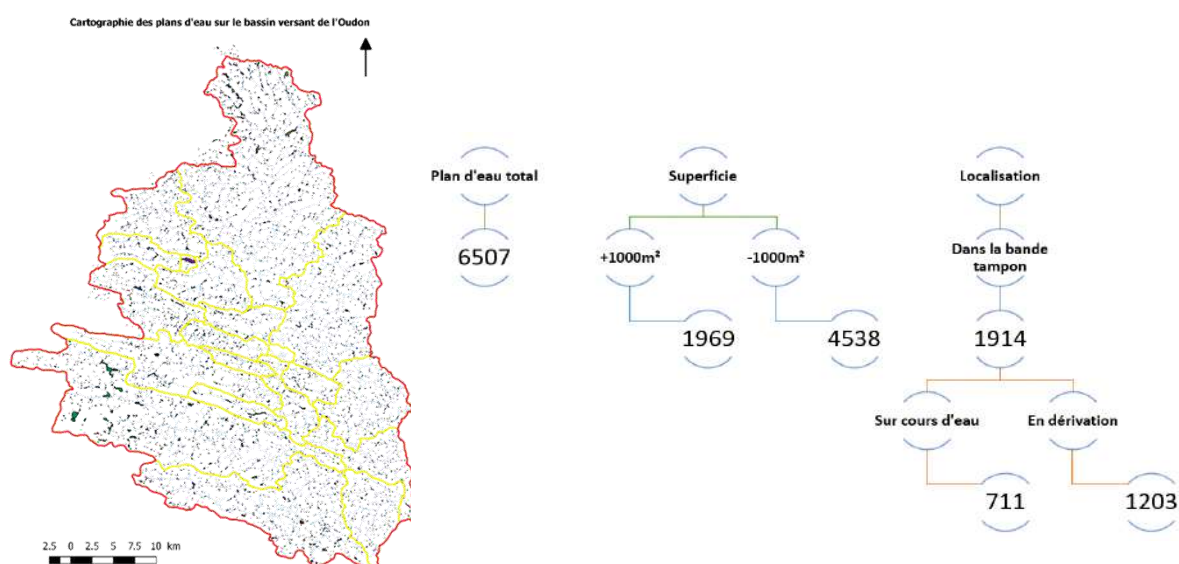 Cartographie des plans d'eau sur le bassin versant de l'Oudon
Plan d'eau total
6507
Superficie
+1000m²
-1000m²
1969
4538
Localisation
Dans la bande
tampon
1914
Sur cours d'eau
En dérivation
711
1203
2.5 0 2.5 5 7.5 10 km